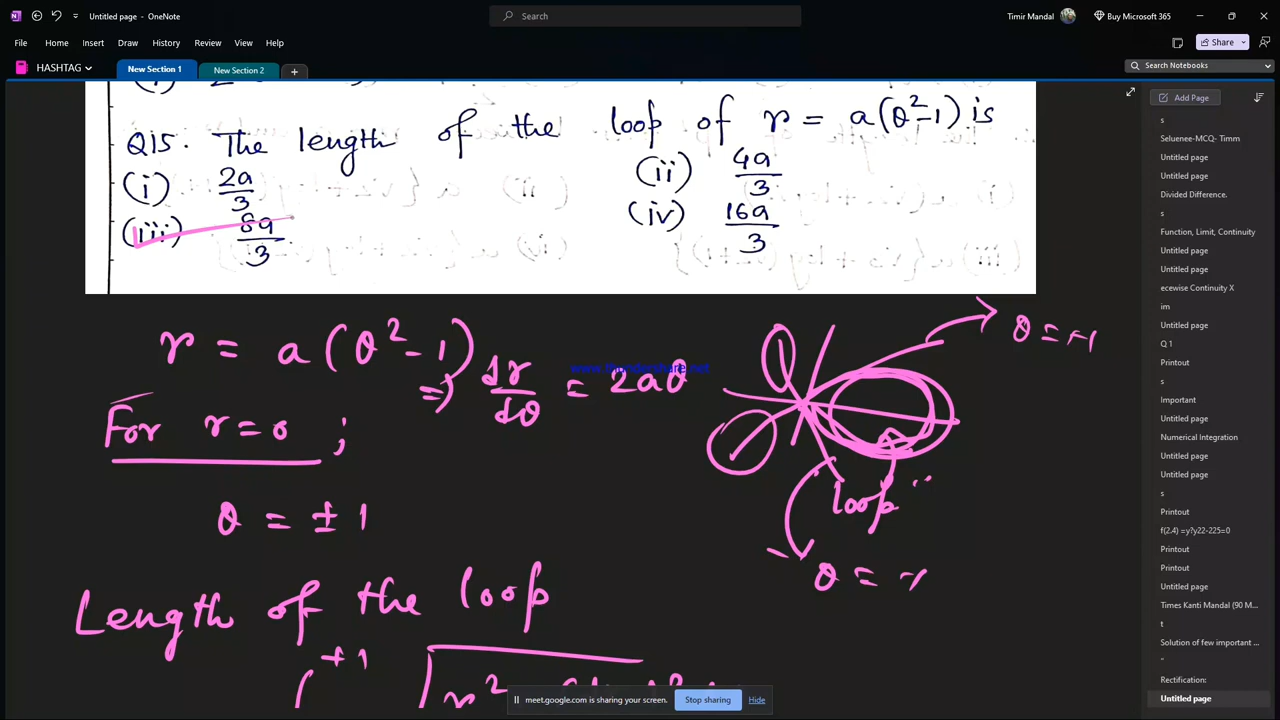 Untitled page - OneNote
Search
Timir Mandal
Buy Microsoft 365
File Home Insert Draw History Review View Help
Share
HASHTAG
New Section 1
New Section 2
Search Notebooks
Add Page
s
Seluenee-MCQ- Timm
Untitled page
Untitled page
Divided Difference.
s
Function, Limit, Continuity
Untitled page
Untitled page
ecewise Continuity X
im
Untitled page
Q 1
Printout
s
Important
Untitled page
Numerical Integration
Untitled page
Untitled page
s
Printout
f(2.4) =y?y22-225=0
Printout
Printout
Untitled page
Times Kanti Mandal (90 M...
t
Solution of few important ...
"
Rectification:
Untitled page
Q15. The length of the loop of r = a(θ²-1) is
(i) 2a/3 (ii) 4a/3
(iii) 8a/3 (iv) 16a/3
r = a(θ²-1) ⇒ dr/dθ = 2aθ
www.thundershare.net
θ = +1
For r=0 ;
"loop"
θ = ±1
θ = -1
Length of the loop
+1
meet.google.com is sharing your screen.
Stop sharing
Hide